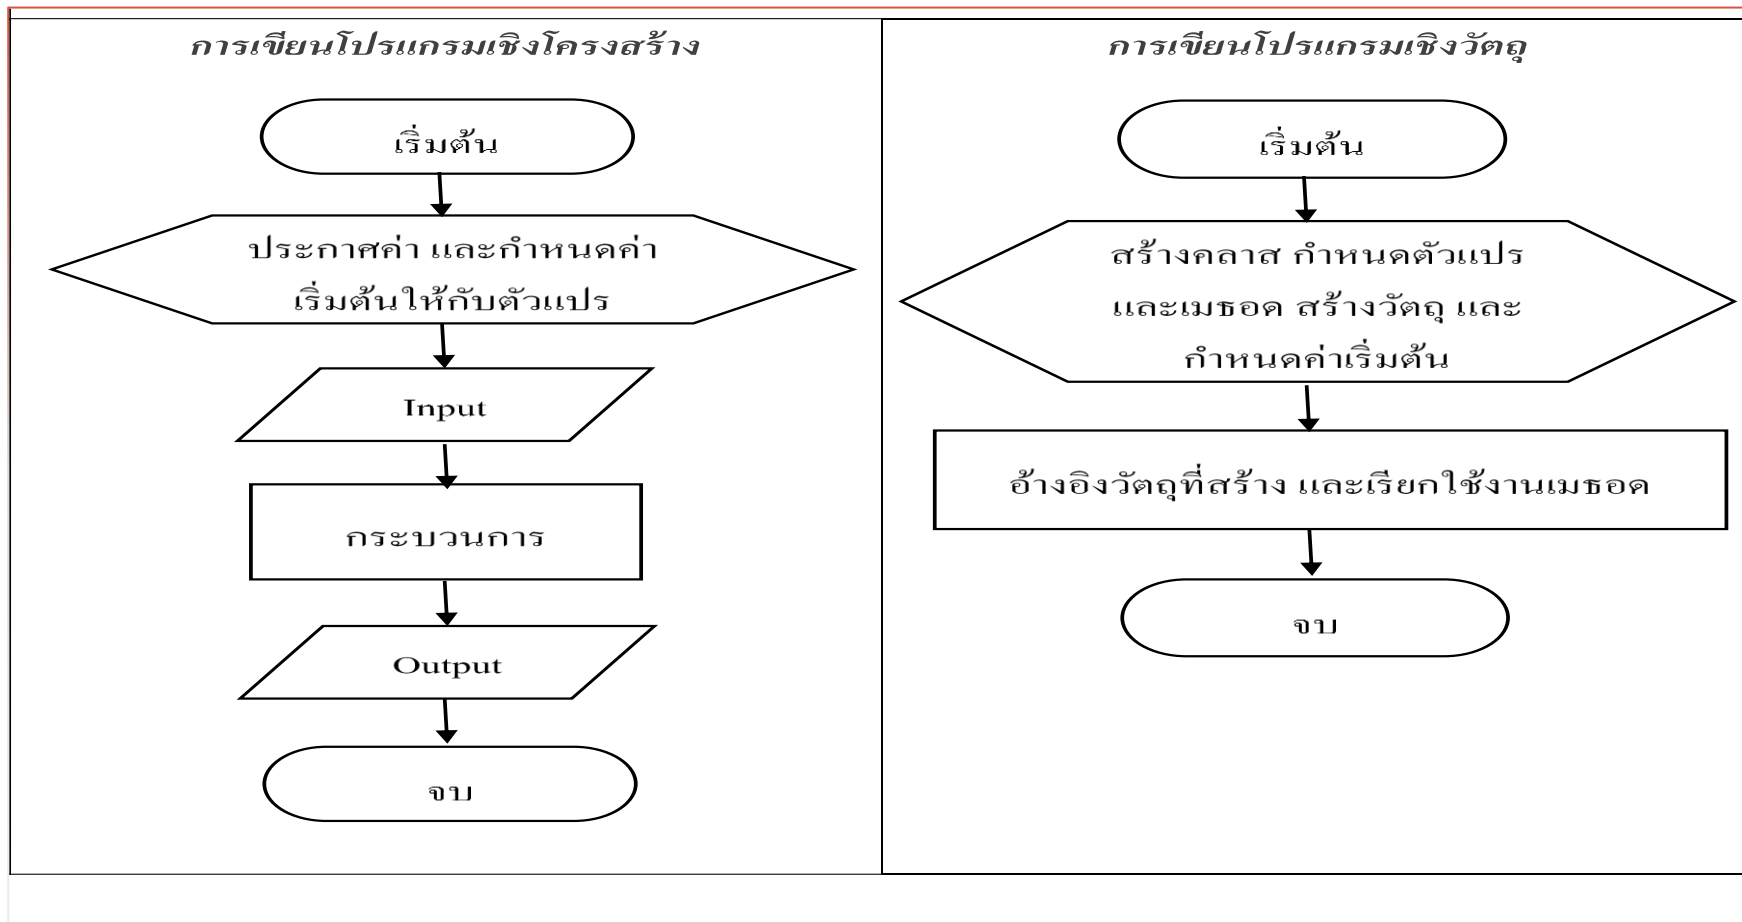 การเขียนโปรแกรมเชิงโครงสร้าง
เริ่มต้น
ประกาศค่า และกำหนดค่า
เริ่มต้นให้กับตัวแปร
Input
กระบวนการ
Output
จบ
การเขียนโปรแกรมเชิงวัตถุ
เริ่มต้น
สร้างคลาส กำหนดตัวแปร
และเมธอด สร้างวัตถุ และ
กำหนดค่าเริ่มต้น
อ้างอิงวัตถุที่สร้าง และเรียกใช้งานเมธอด
จบ